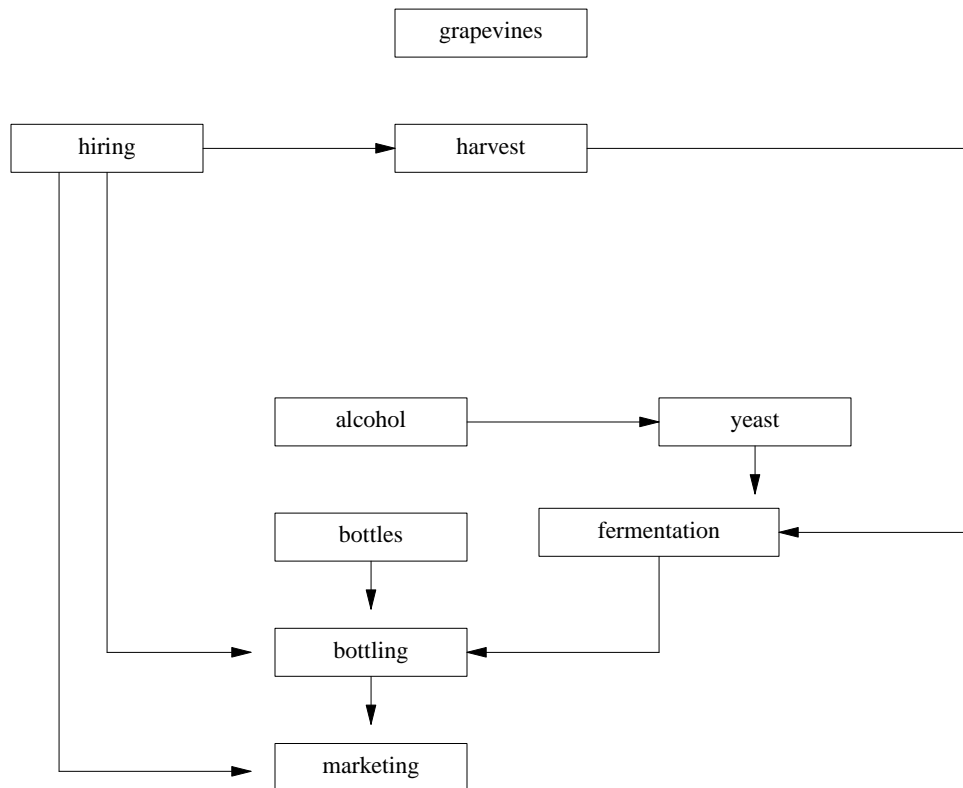 grapevines
hiring
harvest
alcohol
yeast
bottles
fermentation
bottling
marketing